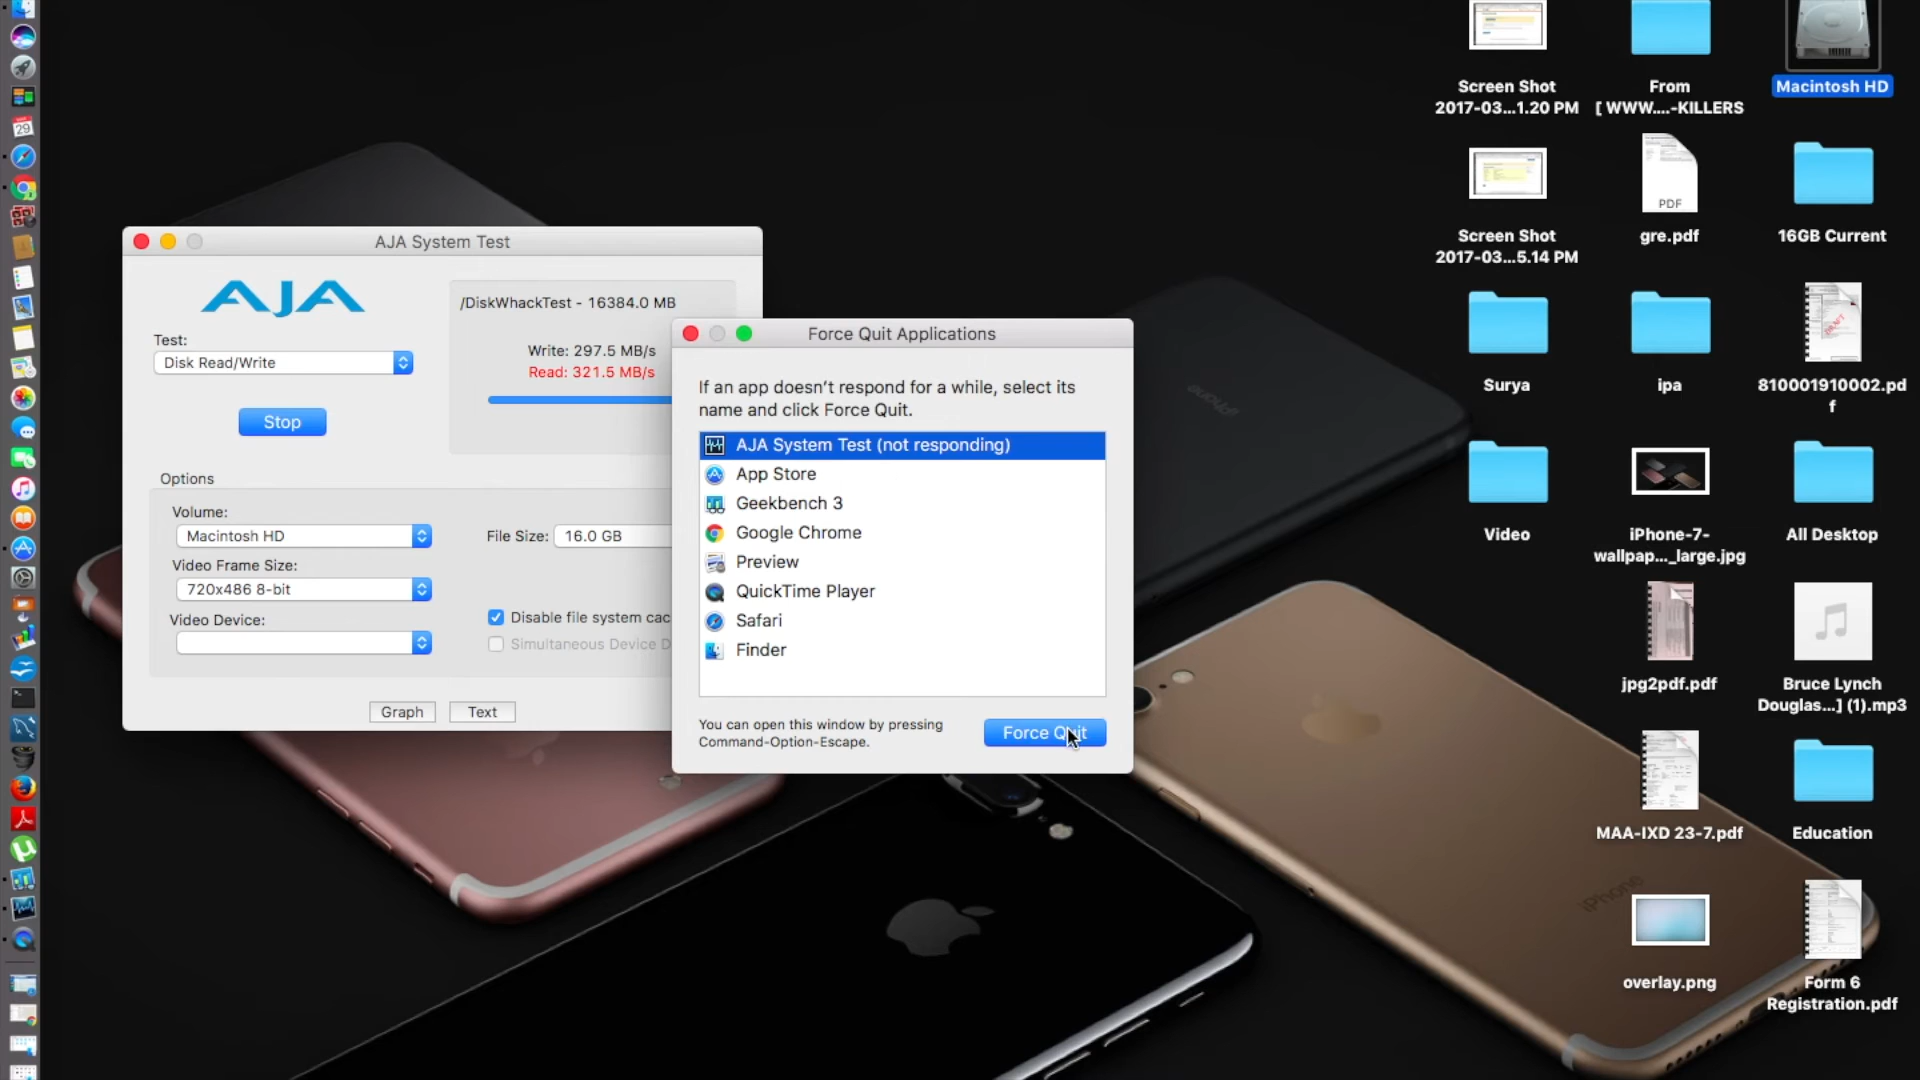 Screen Shot
2017-03...1.20 PM
From
[ WWW....-KILLERS
Macintosh HD
29
PDF
Screen Shot
2017-03...5.14 PM
gre.pdf
16GB Current
AJA System Test
AJA
/DiskWhackTest - 16384.0 MB
Test:
Disk Read/Write
Write: 297.5 MB/s
Read: 321.5 MB/s
Stop
Options
Volume:
Macintosh HD
File Size: 16.0 GB
Video Frame Size:
720x486 8-bit
Video Device:
Disable file system cac
Simultaneous Device D
Graph
Text
Force Quit Applications
If an app doesn't respond for a while, select its
name and click Force Quit.
AJA System Test (not responding)
App Store
Geekbench 3
Google Chrome
Preview
QuickTime Player
Safari
Finder
You can open this window by pressing
Command-Option-Escape.
Force Quit
iPhone
iPhone
DRAFT
Surya
ipa
810001910002.pd
f
Video
iPhone-7-
wallpap..._large.jpg
All Desktop
jpg2pdf.pdf
Bruce Lynch
Douglas...] (1).mp3
MAA-IXD 23-7.pdf
Education
overlay.png
Form 6
Registration.pdf